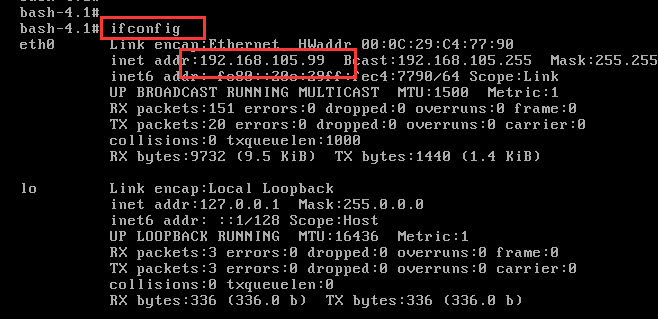 bash-4.1#
bash-4.1# ifconfig
eth0 Link encap:Ethernet HWaddr 00:0C:29:C4:77:90
inet addr:192.168.105.99 Bcast:192.168.105.255 Mask:255
inet6 addr: fe80::20c:29ff:fec4:7790/64 Scope:Link
UP BROADCAST RUNNING MULTICAST MTU:1500 Metric:1
RX packets:151 errors:0 dropped:0 overruns:0 frame:0
TX packets:20 errors:0 dropped:0 overruns:0 carrier:0
collisions:0 txqueuelen:1000
RX bytes:9732 (9.5 KiB) TX bytes:1440 (1.4 KiB)
lo Link encap:Local Loopback
inet addr:127.0.0.1 Mask:255.0.0.0
inet6 addr: ::1/128 Scope:Host
UP LOOPBACK RUNNING MTU:16436 Metric:1
RX packets:3 errors:0 dropped:0 overruns:0 frame:0
TX packets:3 errors:0 dropped:0 overruns:0 carrier:0
collisions:0 txqueuelen:0
RX bytes:336 (336.0 b) TX bytes:336 (336.0 b)